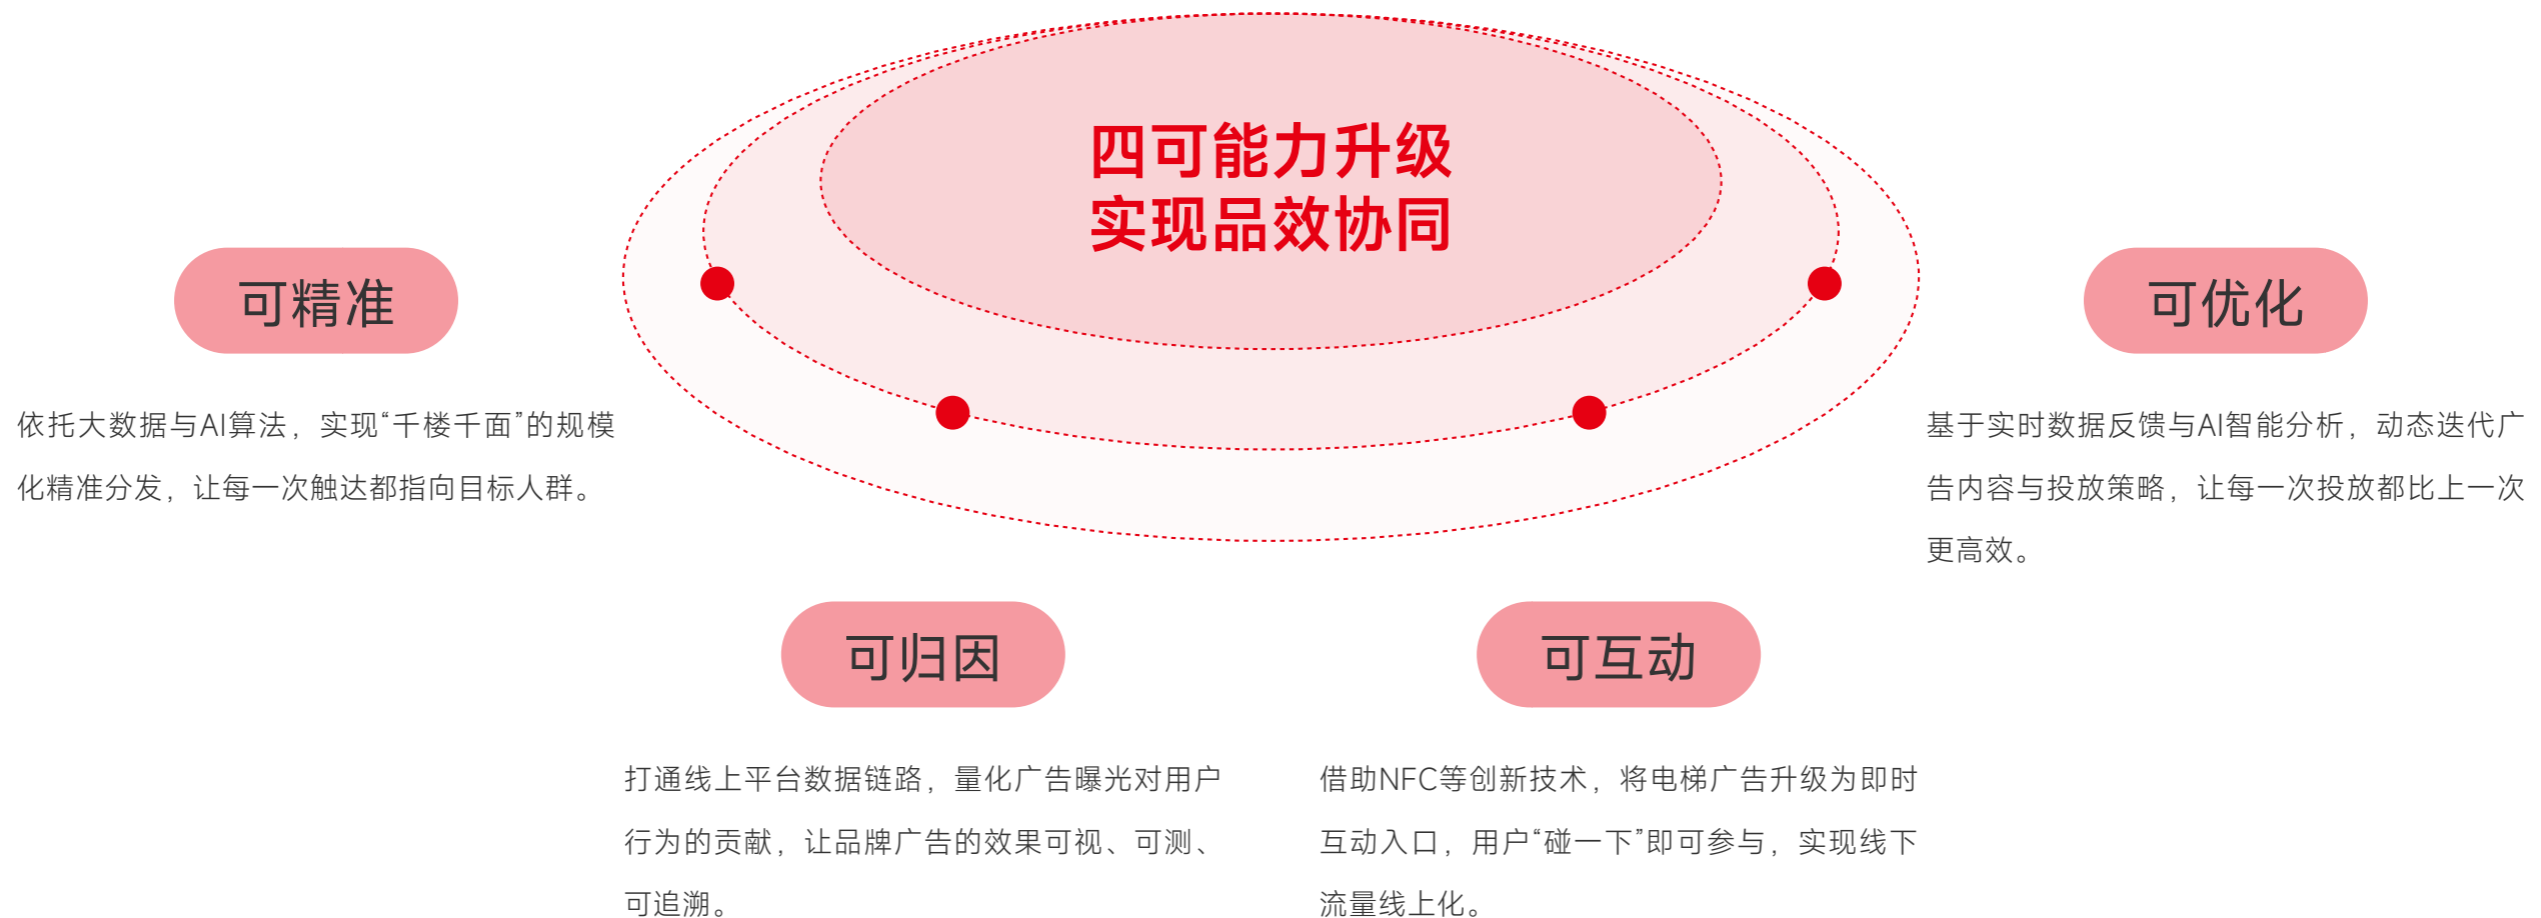 四可能力升级
实现品效协同
可精准
依托大数据与AI算法，实现“千楼千面”的规模
化精准分发，让每一次触达都指向目标人群。
可归因
打通线上平台数据链路，量化广告曝光对用户
行为的贡献，让品牌广告的效果可视、可测、
可追溯。
可互动
借助NFC等创新技术，将电梯广告升级为即时
互动入口，用户“碰一下”即可参与，实现线下
流量线上化。
可优化
基于实时数据反馈与AI智能分析，动态迭代广
告内容与投放策略，让每一次投放都比上一次
更高效。